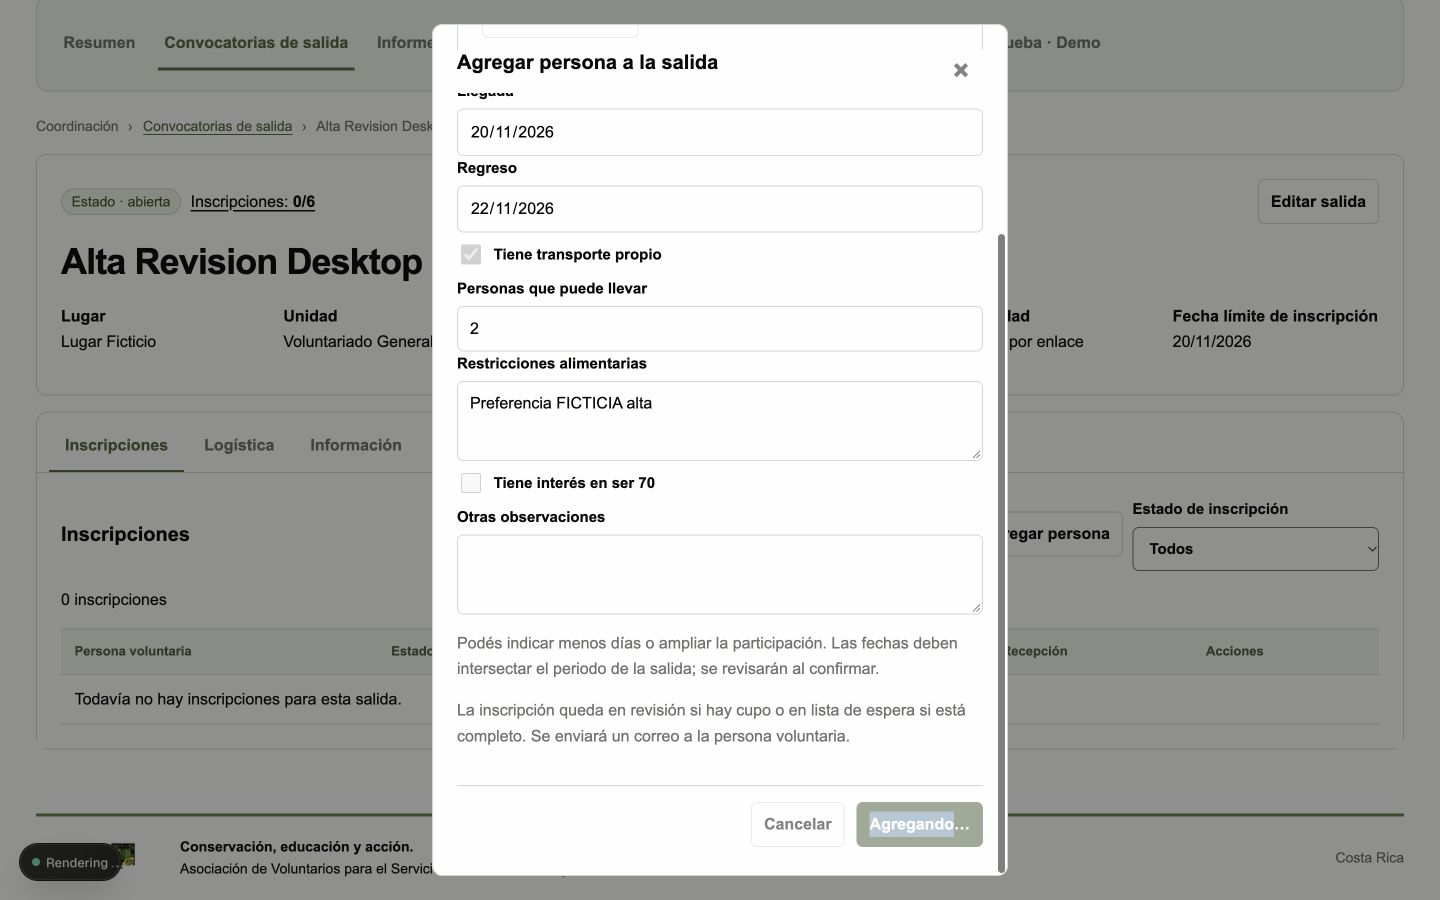 Resumen
Convocatorias de salida
Agregar persona a la salida
Coordinación › Convocatorias de salida › Alta Revision Desk
Llegada
20/11/2026
Regreso
22/11/2026
Tiene transporte propio
Personas que puede llevar
2
Restricciones alimentarias
Preferencia FICTICIA alta
Tiene interés en ser 70
Otras observaciones
Podés indicar menos días o ampliar la participación. Las fechas deben
intersectar el periodo de la salida; se revisarán al confirmar.
La inscripción queda en revisión si hay cupo o en lista de espera si está
completo. Se enviará un correo a la persona voluntaria.
Cancelar
Agregando...
Estado · abierta
Inscripciones: 0/6
Editar salida
Alta Revision Desktop
Lugar
Lugar Ficticio
Unidad
Voluntariado General
por enlace
Fecha límite de inscripción
20/11/2026
Inscripciones
Logística
Información
Inscripciones
persona
Estado de inscripción
Todos
0 inscripciones
Persona voluntaria
Estado
Recepción
Acciones
Todavía no hay inscripciones para esta salida.
Conservación, educación y acción.
Asociación de Voluntarios para el Servici
Costa Rica
Rendering ...
· Demo